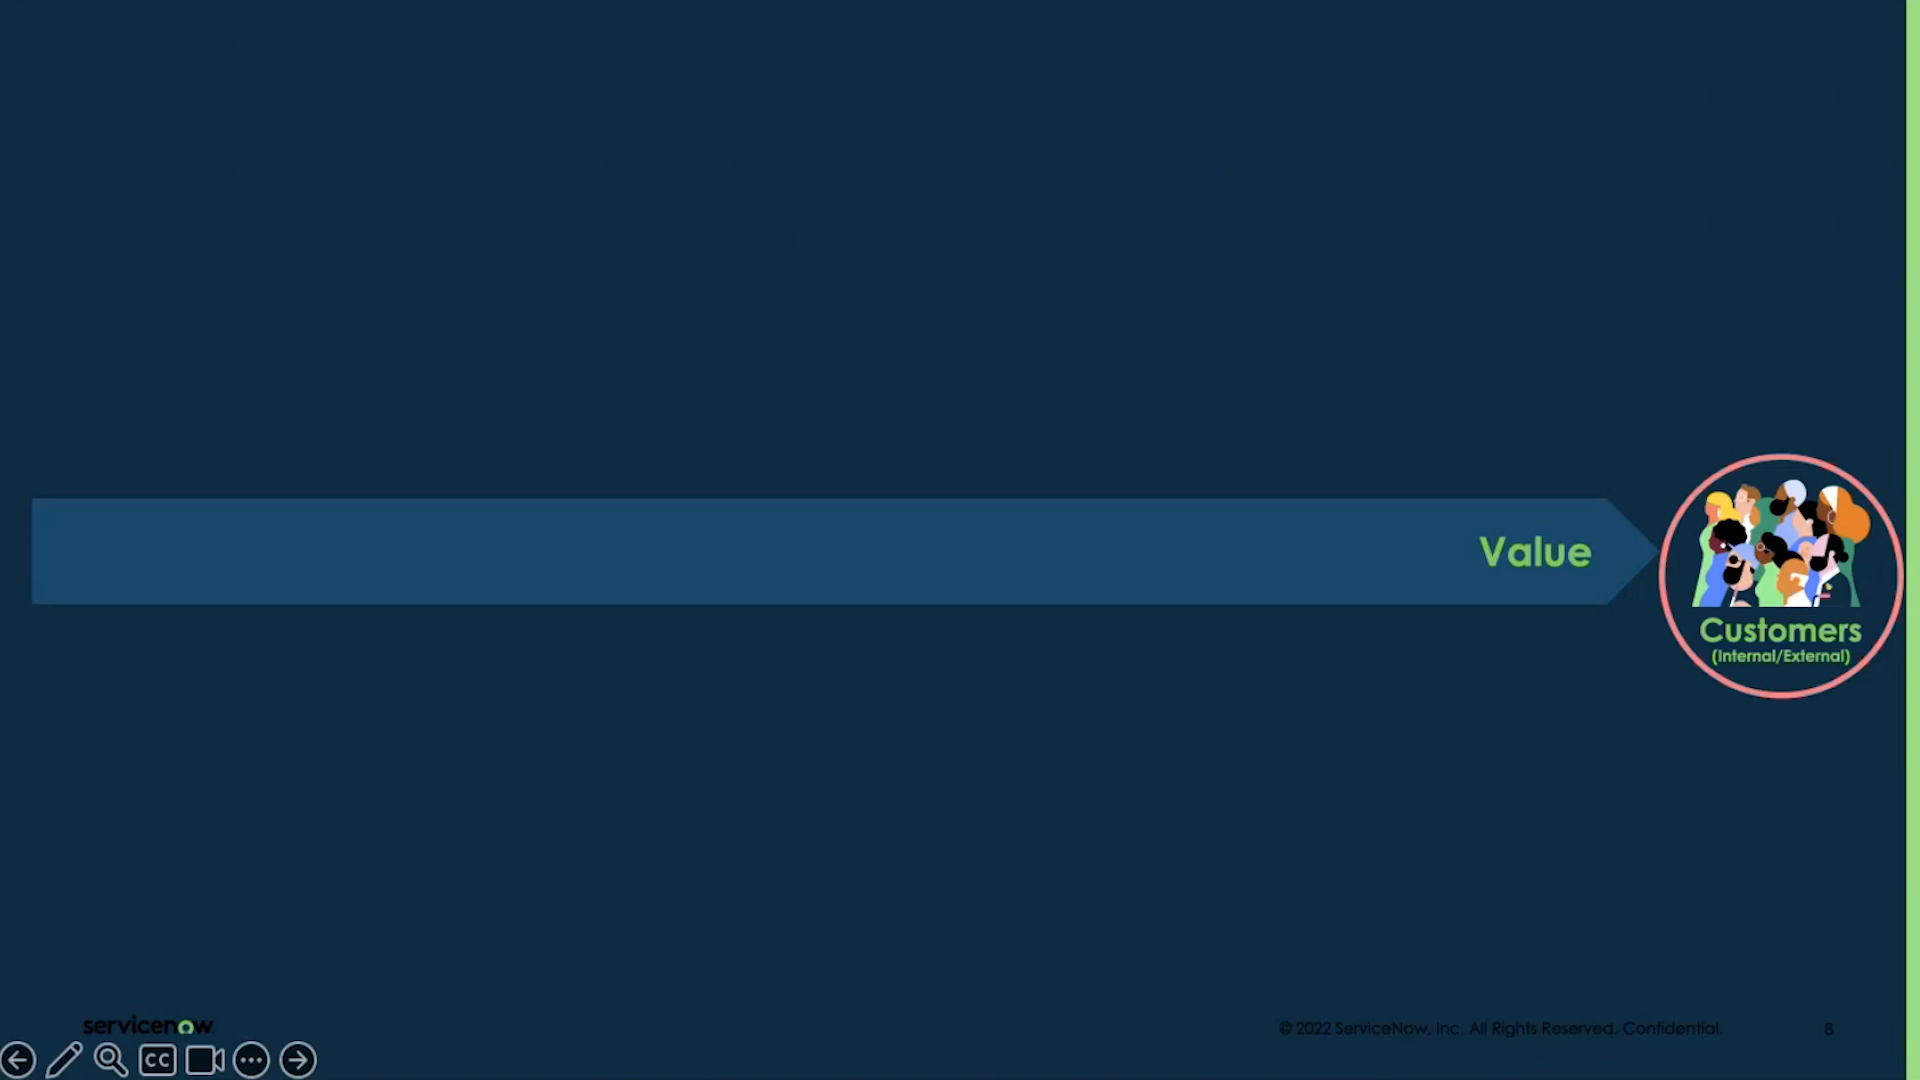 Value
Customers
(Internal/External)
servicenow
© 2022 ServiceNow, Inc. All Rights Reserved. Confidential.
8
CC